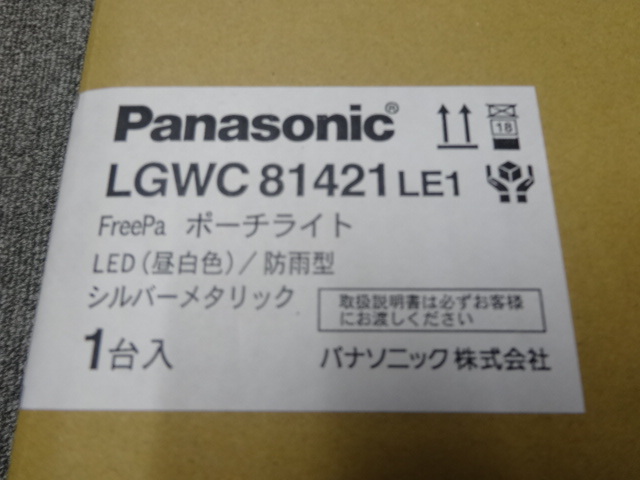 Panasonic®
18
LGWC 81421 LE1
FreePa ポーチライト
LED(昼白色)/防雨型
シルバーメタリック
取扱説明書は必ずお客様
にお渡しください
1台入
パナソニック株式会社